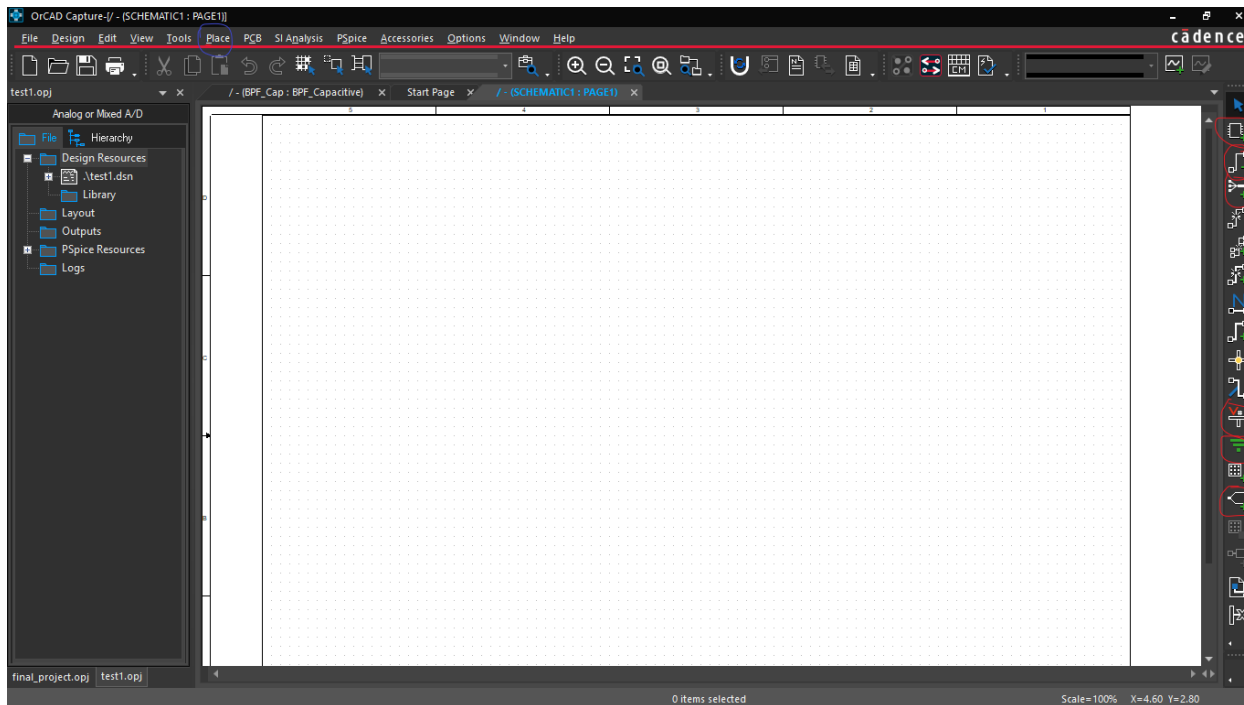 OrCAD Capture-[/ - (SCHEMATIC1 : PAGE1)]
File Design Edit View Tools Place PCB SI Analysis PSpice Accessories Options Window Help
cādence
test1.opj
/ - (BPF_Cap : BPF_Capacitive) Start Page / - (SCHEMATIC1 : PAGE1)
Analog or Mixed A/D
File Hierarchy
Design Resources
.\test1.dsn
Library
Layout
Outputs
PSpice Resources
Logs
5 4 3 2 1
D
C
B
final_project.opj test1.opj
0 items selected
Scale=100% X=4.60 Y=2.80